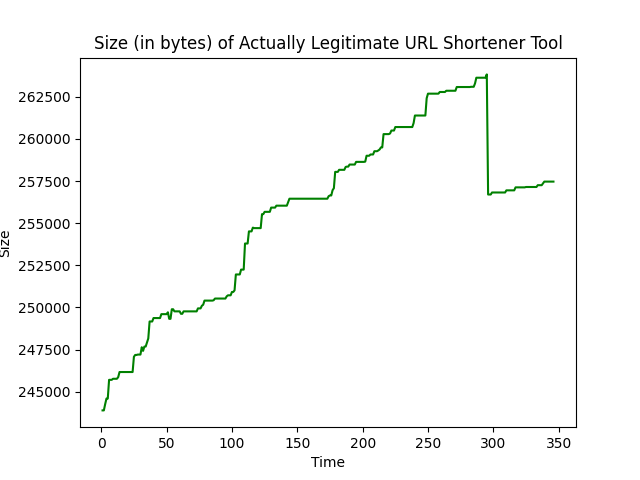 Size (in bytes) of Actually Legitimate URL Shortener Tool
262500
260000
257500
255000
252500
250000
247500
245000
Size
0 50 100 150 200 250 300 350
Time